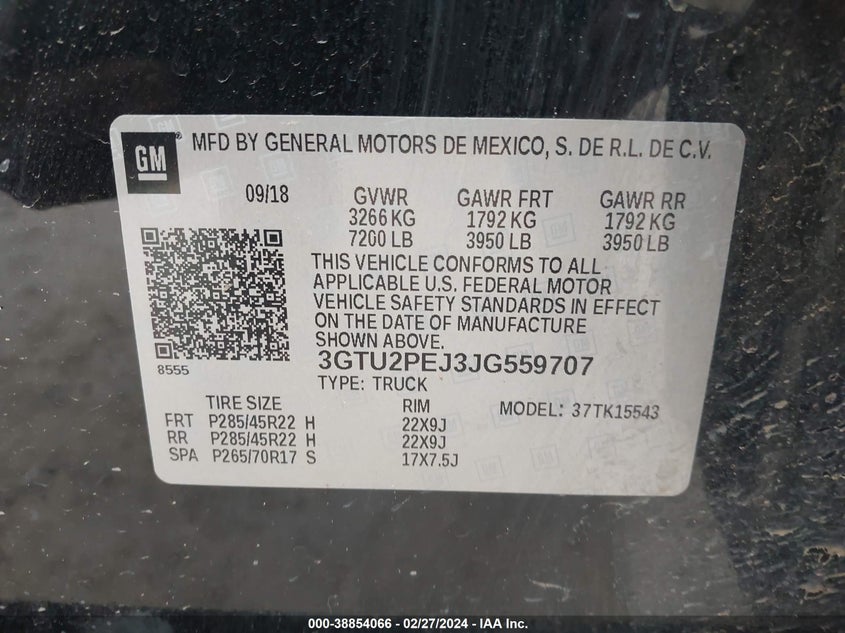 GM ® MFD BY GENERAL MOTORS DE MEXICO, S. DE R.L. DE C.V.
09/18 GVWR GAWR FRT GAWR RR
3266 KG 1792 KG 1792 KG
7200 LB 3950 LB 3950 LB
THIS VEHICLE CONFORMS TO ALL
APPLICABLE U.S. FEDERAL MOTOR
VEHICLE SAFETY STANDARDS IN EFFECT
ON THE DATE OF MANUFACTURE
SHOWN ABOVE.
8555 3GTU2PEJ3JG559707
TYPE: TRUCK
TIRE SIZE RIM MODEL: 37TK15543
FRT P285/45R22 H 22X9J
RR P285/45R22 H 22X9J
SPA P265/70R17 S 17X7.5J
000-38854066 - 02/27/2024 - IAA Inc.